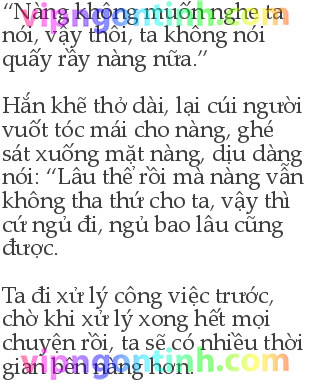 “Nàng không muốn nghe ta
nói, vậy thôi, ta không nói
quấy rầy nàng nữa.”
Hắn khẽ thở dài, lại cúi người
vuốt tóc mái cho nàng, ghé
sát xuống mặt nàng, dịu dàng
nói: “Lâu thế rồi mà nàng vẫn
không tha thứ cho ta, vậy thì
cứ ngủ đi, ngủ bao lâu cũng
được.
Ta đi xử lý công việc trước,
chờ khi xử lý xong hết mọi
chuyện rồi, ta sẽ có nhiều thời
gian bên nàng hơn.
vipngontinh.com
vipngontinh.com